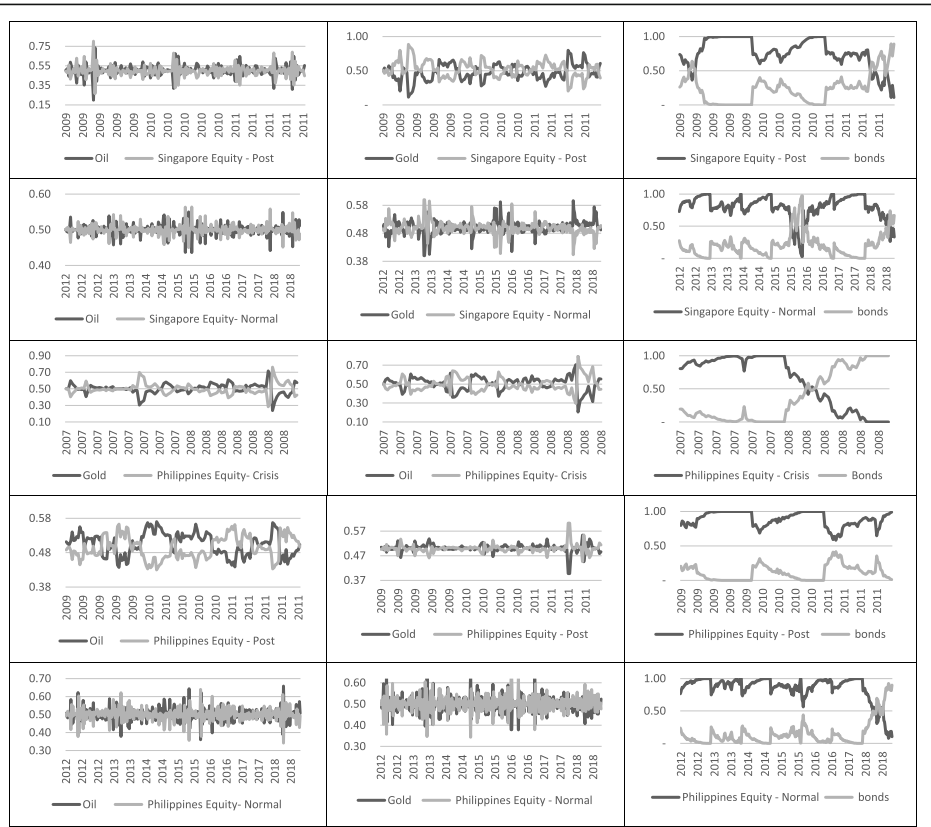 0.75
0.55
0.35
0.15
2009 2009 2009 2009 2010 2010 2010 2010 2010 2011 2011 2011 2011
Oil Singapore Equity - Post
1.00
0.50
-
2009 2009 2009 2009 2010 2010 2010 2010 2011 2011 2011 2011
Gold Singapore Equity - Post
1.00
0.50
-
2009 2009 2009 2009 2010 2010 2010 2010 2011 2011 2011 2011
Singapore Equity - Post bonds
0.60
0.50
0.40
2012 2012 2013 2013 2014 2014 2015 2015 2016 2016 2017 2017 2018 2018
Oil Singapore Equity- Normal
0.58
0.48
0.38
2012 2012 2013 2013 2014 2014 2015 2015 2016 2016 2017 2017 2018 2018
Gold Singapore Equity - Normal
1.00
0.50
-
2012 2012 2013 2013 2014 2014 2015 2015 2016 2016 2017 2017 2018 2018
Singapore Equity - Normal bonds
0.90
0.70
0.50
0.30
0.10
2007 2007 2007 2007 2007 2007 2008 2008 2008 2008 2008 2008
Gold Philippines Equity- Crisis
0.70
0.50
0.30
0.10
2007 2007 2007 2007 2007 2007 2008 2008 2008 2008 2008 2008
Oil Philippines Equity- Crisis
1.00
0.50
-
2007 2007 2007 2007 2007 2007 2008 2008 2008 2008 2008 2008
Philippines Equity - Crisis Bonds
0.58
0.48
0.38
2009 2009 2009 2009 2009 2010 2010 2010 2010 2010 2011 2011 2011 2011 2011
Oil Philippines Equity - Post
0.57
0.47
0.37
2009 2009 2009 2009 2010 2010 2010 2010 2011 2011 2011 2011
Gold Philippines Equity - Post
1.00
0.50
-
2009 2009 2009 2009 2010 2010 2010 2010 2011 2011 2011 2011
Philippines Equity - Post bonds
0.70
0.60
0.50
0.40
0.30
2012 2012 2013 2013 2014 2014 2015 2015 2016 2016 2017 2017 2018 2018
Oil Philippines Equity- Normal
0.60
0.50
0.40
0.30
2012 2012 2013 2013 2014 2014 2015 2015 2016 2016 2017 2017 2018 2018
Gold Philippines Equity - Normal
1.00
0.50
-
2012 2012 2013 2013 2014 2014 2015 2015 2016 2016 2017 2018 2018
Philippines Equity - Normal bonds